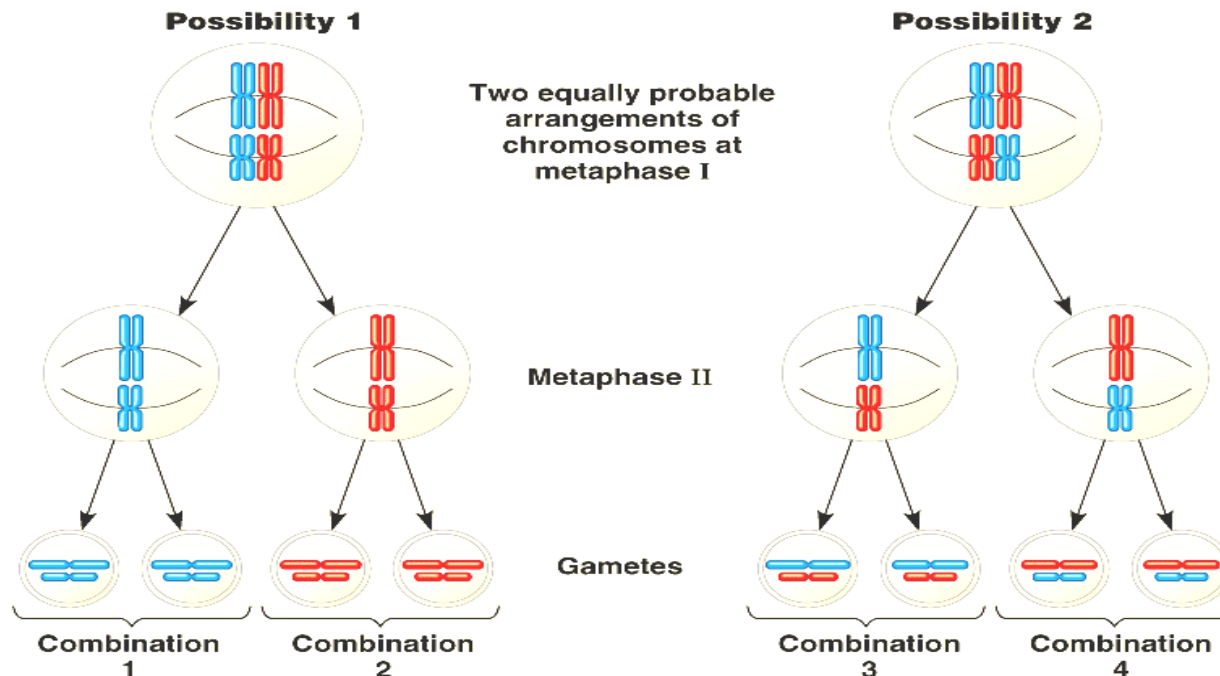 Possibility 1
Possibility 2
Two equally probable
arrangements of
chromosomes at
metaphase I
Metaphase II
Gametes
Combination
1
Combination
2
Combination
3
Combination
4